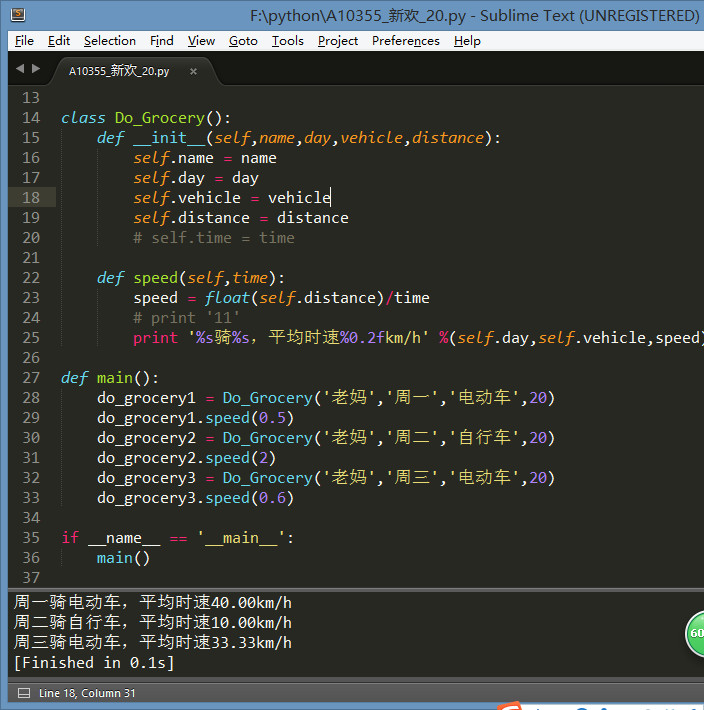 F:\python\A10355_新欢_20.py - Sublime Text (UNREGISTERED)
File Edit Selection Find View Goto Tools Project Preferences Help
A10355_新欢_20.py ×
13
14 class Do_Grocery():
15     def __init__(self,name,day,vehicle,distance):
16         self.name = name
17         self.day = day
18         self.vehicle = vehicle
19         self.distance = distance
20         # self.time = time
21
22     def speed(self,time):
23         speed = float(self.distance)/time
24         # print '11'
25         print '%s骑%s，平均时速%0.2fkm/h' %(self.day,self.vehicle,speed)
26
27 def main():
28     do_grocery1 = Do_Grocery('老妈','周一','电动车',20)
29     do_grocery1.speed(0.5)
30     do_grocery2 = Do_Grocery('老妈','周二','自行车',20)
31     do_grocery2.speed(2)
32     do_grocery3 = Do_Grocery('老妈','周三','电动车',20)
33     do_grocery3.speed(0.6)
34
35 if __name__ == '__main__':
36     main()
37
周一骑电动车，平均时速40.00km/h
周二骑自行车，平均时速10.00km/h
周三骑电动车，平均时速33.33km/h
[Finished in 0.1s]
60
Line 18, Column 31